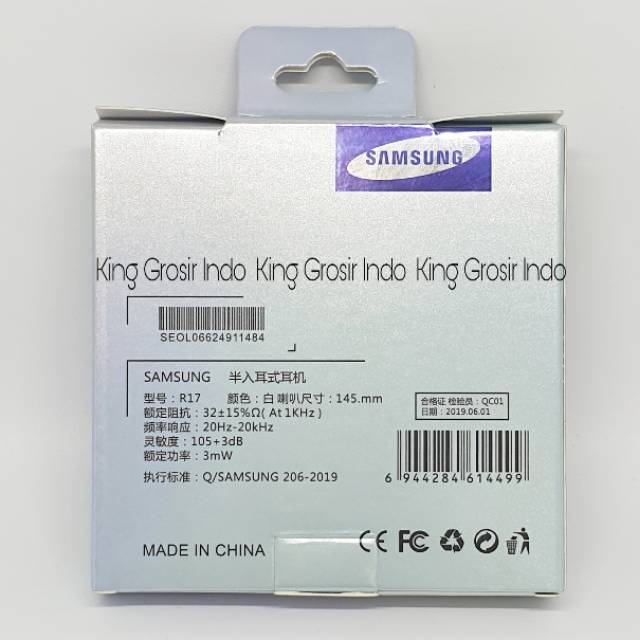 SAMSUNG
King Grosir Indo King Grosir Indo King Grosir Indo
SEOL06624911484
SAMSUNG 半入耳式耳机
型号：R17 颜色：白 喇叭尺寸：145.mm
额定阻抗：32±15%Ω( At 1KHz )
频率响应：20Hz-20kHz
灵敏度：105+3dB
额定功率：3mW
执行标准：Q/SAMSUNG 206-2019
合格证 检验员：QC01
日期：2019.06.01
6 944284 614499
MADE IN CHINA
CE FC